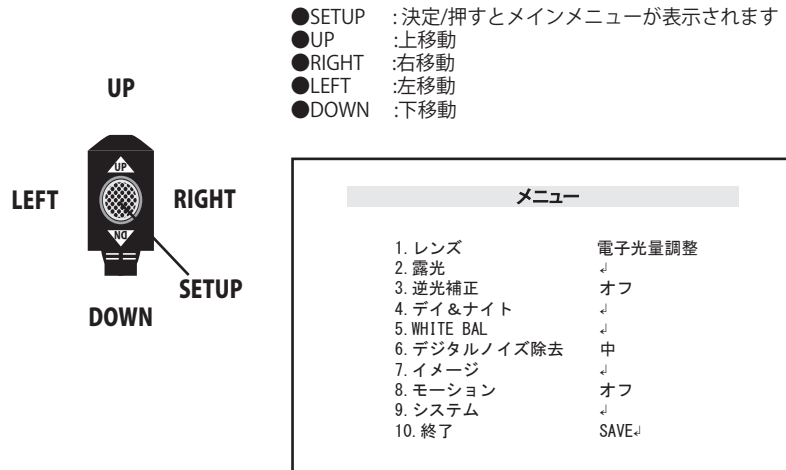 ●SETUP : 決定/押すとメインメニューが表示されます
●UP :上移動
●RIGHT :右移動
●LEFT :左移動
●DOWN :下移動
UP
UP
LEFT
RIGHT
DN
SETUP
DOWN
メニュー
1. レンズ 電子光量調整
2. 露光 ↲
3. 逆光補正 オフ
4. デイ&ナイト ↲
5. WHITE BAL ↲
6. デジタルノイズ除去 中
7. イメージ ↲
8. モーション オフ
9. システム ↲
10. 終了 SAVE↲